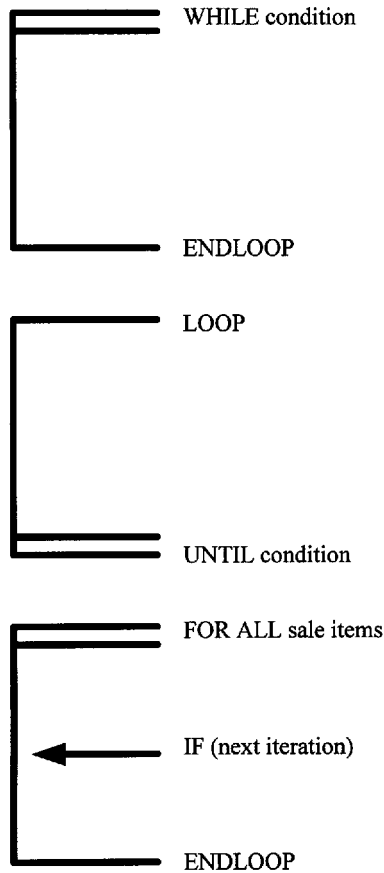 WHILE condition
ENDLOOP
LOOP
UNTIL condition
FOR ALL sale items
IF (next iteration)
ENDLOOP